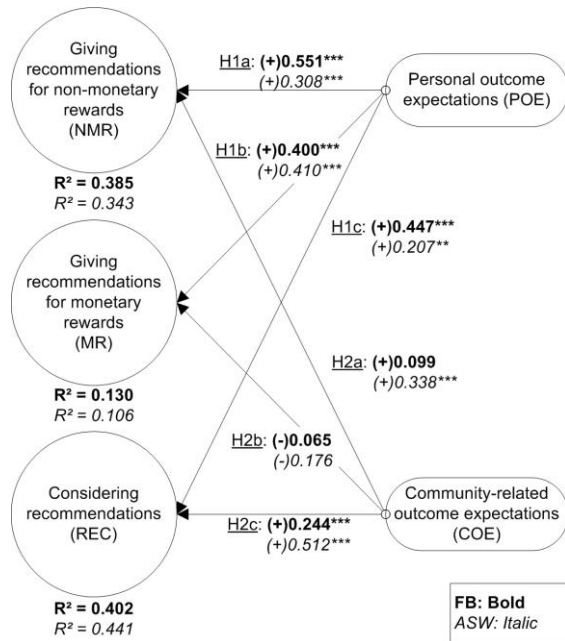 Giving
recommendations
for non-monetary
rewards
(NMR)
R² = 0.385
R² = 0.343
H1a: (+)0.551***
(+)0.308***
Personal outcome
expectations (POE)
H1b: (+)0.400***
(+)0.410***
H1c: (+)0.447***
(+)0.207**
Giving
recommendations
for monetary
rewards
(MR)
R² = 0.130
R² = 0.106
H2a: (+)0.099
(+)0.338***
H2b: (-)0.065
(-)0.176
Considering
recommendations
(REC)
R² = 0.402
R² = 0.441
H2c: (+)0.244***
(+)0.512***
Community-related
outcome expectations
(COE)
FB: Bold
ASW: Italic